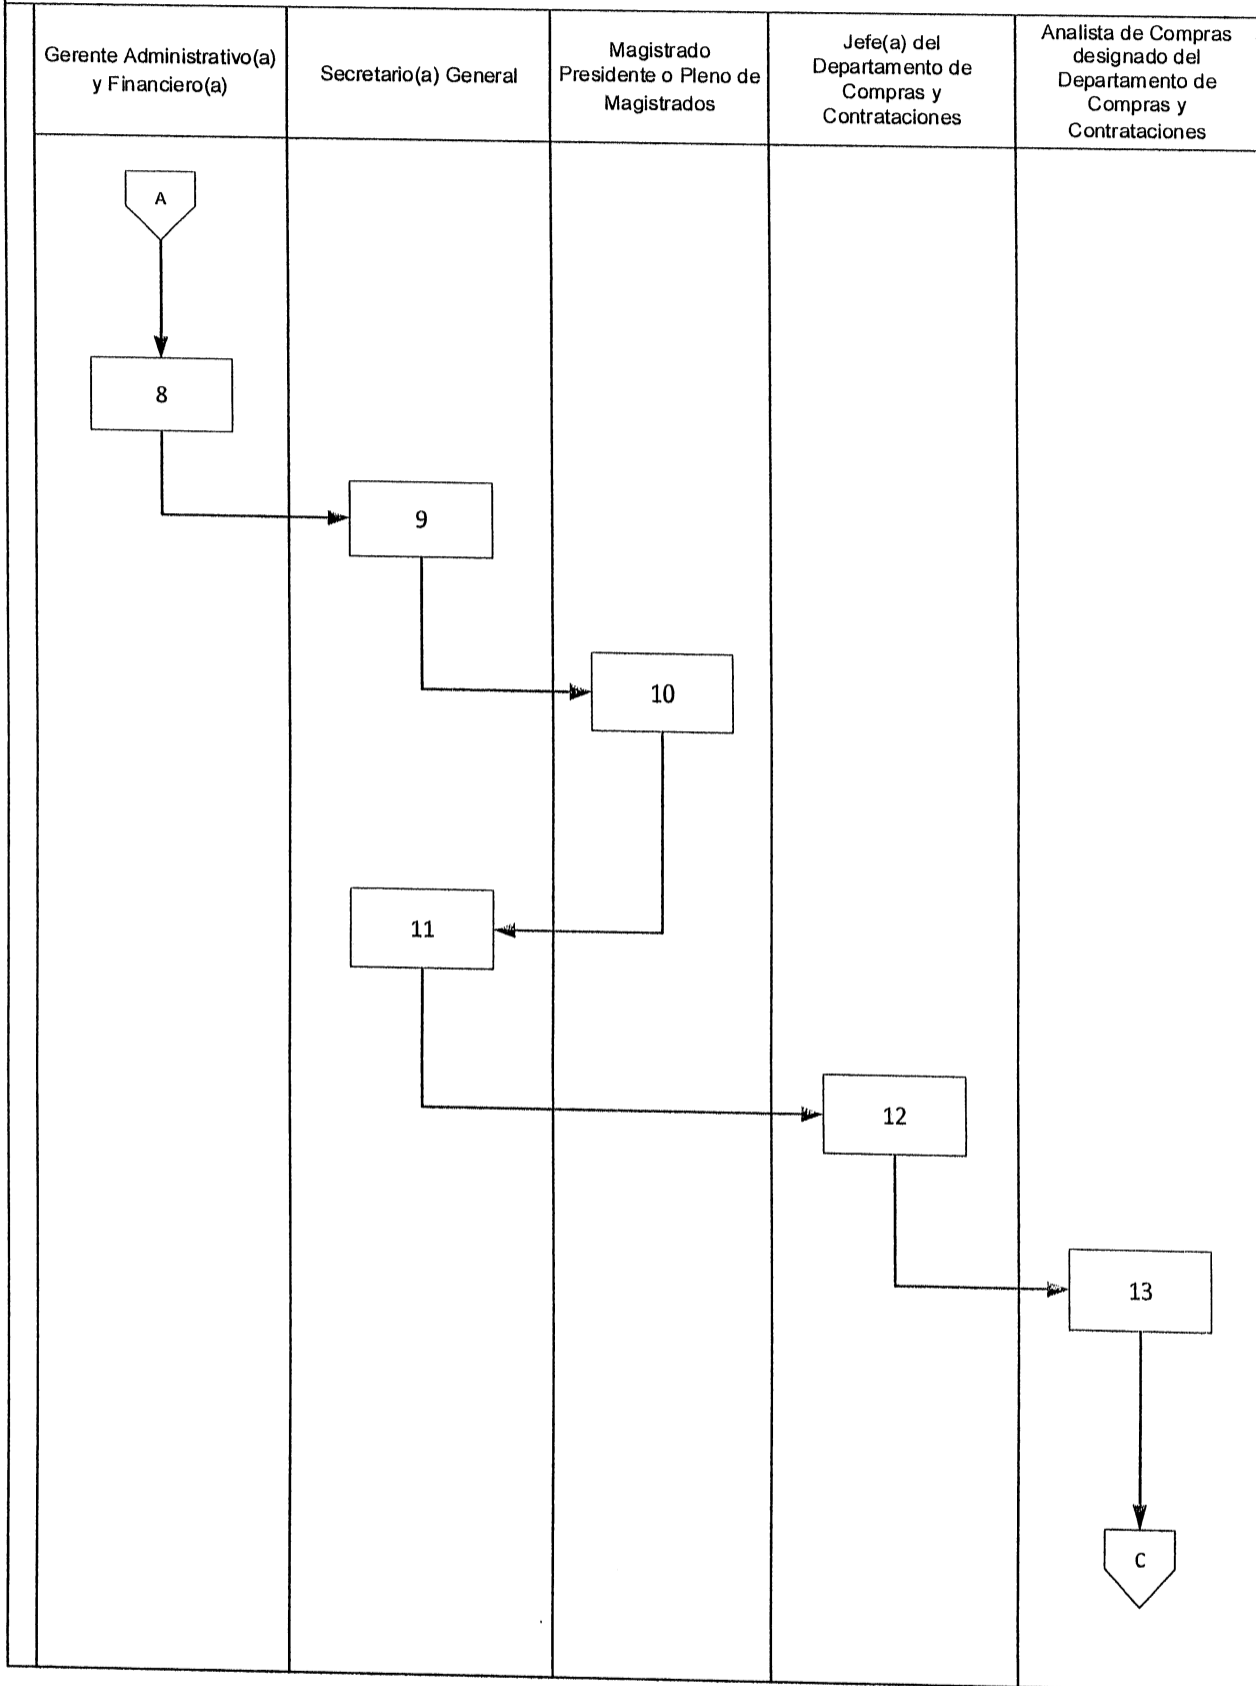 Gerente Administrativo(a)
y Financiero(a)
Secretario(a) General
Magistrado
Presidente o Pleno de
Magistrados
Jefe(a) del
Departamento de
Compras y
Contrataciones
Analista de Compras
designado del
Departamento de
Compras y
Contrataciones
A
8
9
10
11
12
13
C